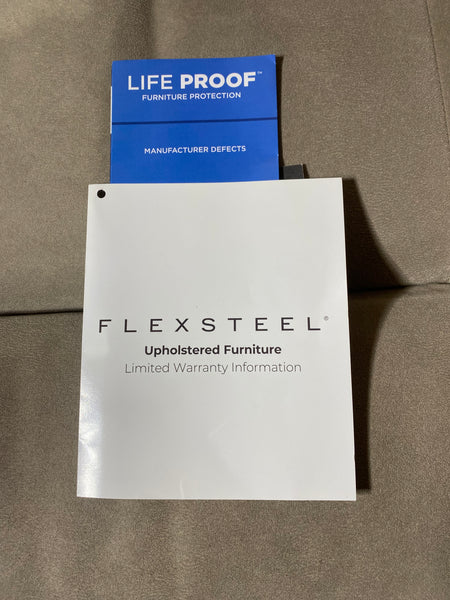 LIFE PROOF™
FURNITURE PROTECTION
MANUFACTURER DEFECTS
FLEXSTEEL®
Upholstered Furniture
Limited Warranty Information